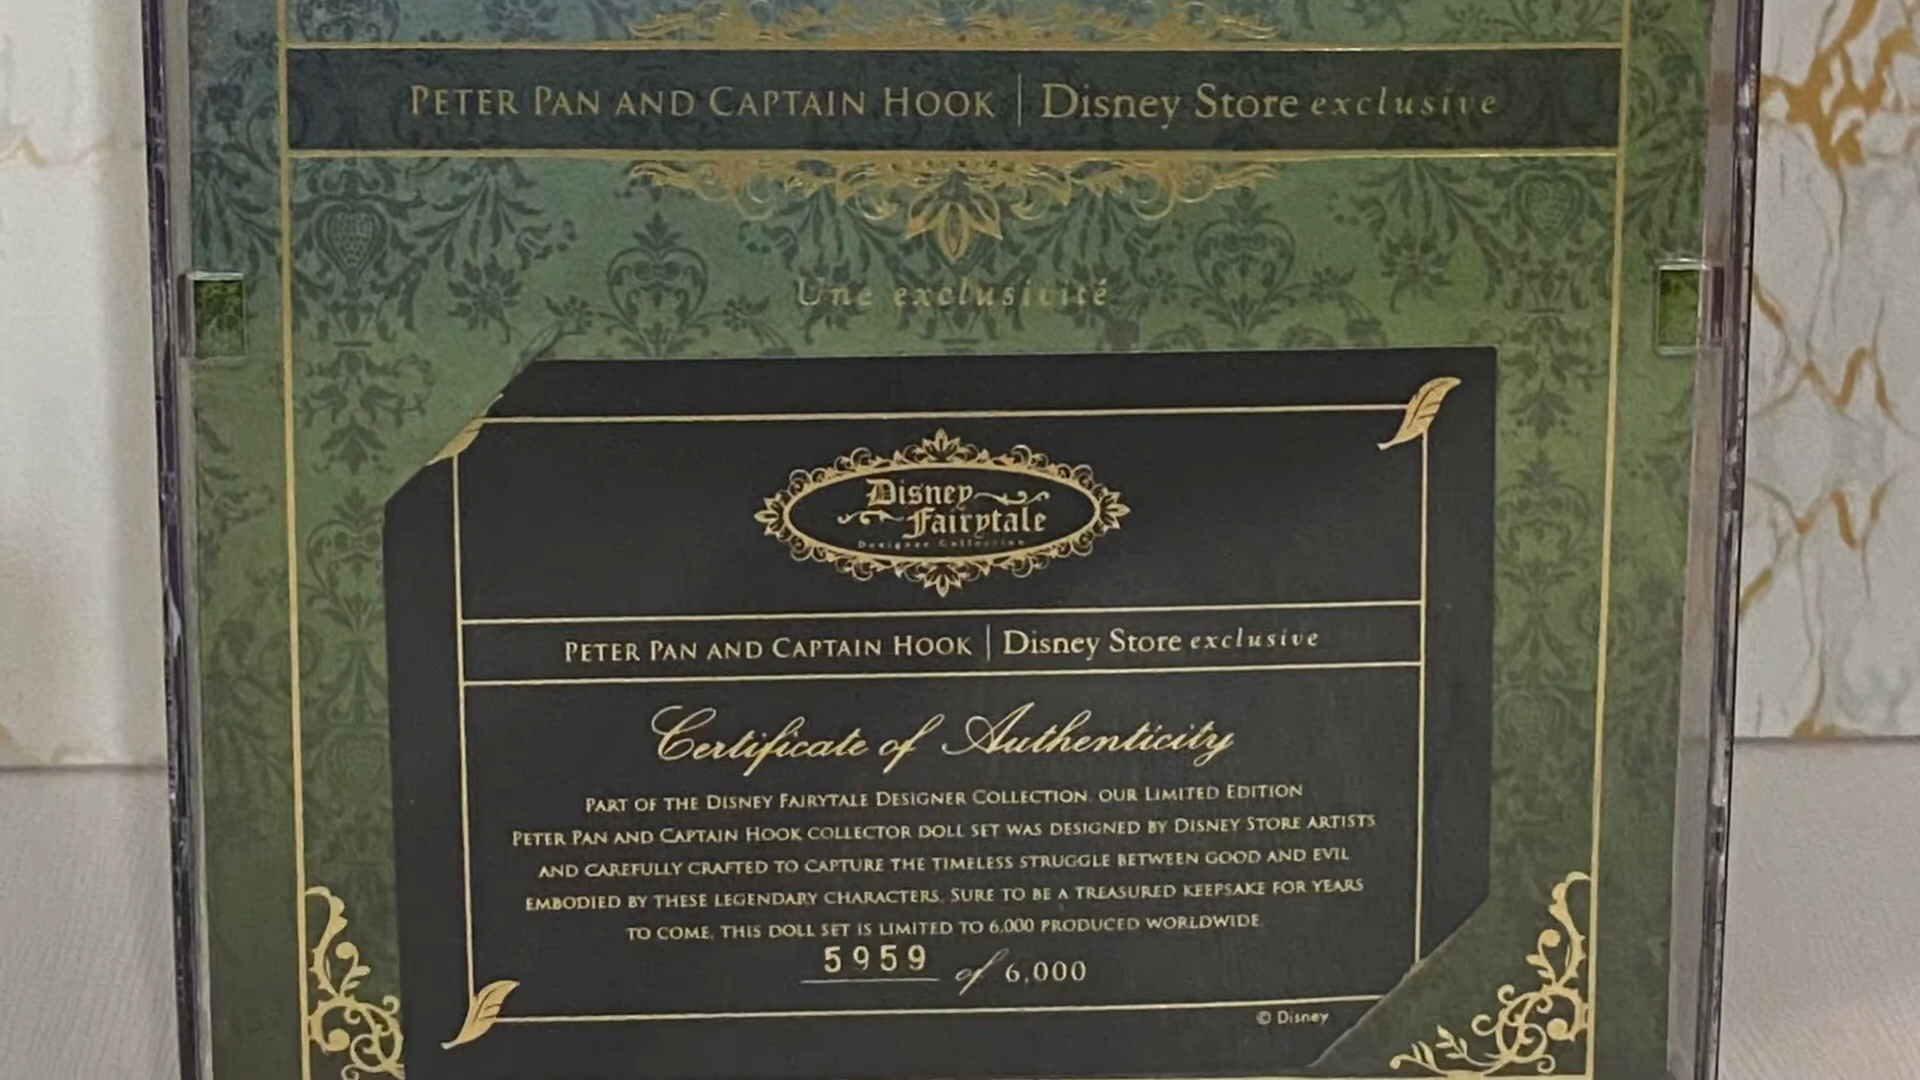 PETER PAN AND CAPTAIN HOOK | Disney Store exclusive
Une exclusivité
Disney
Fairytale
Designer Collection
PETER PAN AND CAPTAIN HOOK | Disney Store exclusive
Certificate of Authenticity
PART OF THE DISNEY FAIRYTALE DESIGNER COLLECTION, OUR LIMITED EDITION
PETER PAN AND CAPTAIN HOOK COLLECTOR DOLL SET WAS DESIGNED BY DISNEY STORE ARTISTS
AND CAREFULLY CRAFTED TO CAPTURE THE TIMELESS STRUGGLE BETWEEN GOOD AND EVIL
EMBODIED BY THESE LEGENDARY CHARACTERS. SURE TO BE A TREASURED KEEPSAKE FOR YEARS
TO COME, THIS DOLL SET IS LIMITED TO 6,000 PRODUCED WORLDWIDE.
5959 of 6,000
© Disney